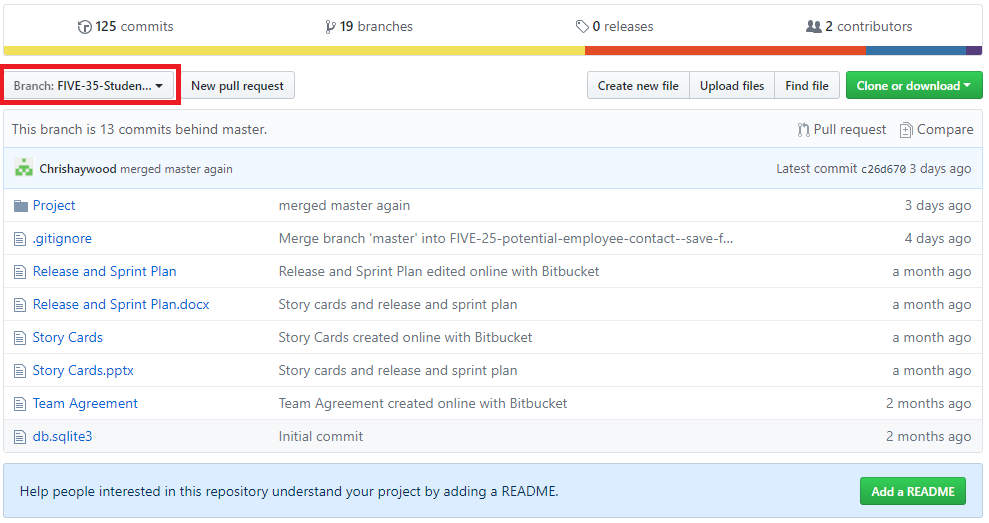 125 commits 19 branches 0 releases 2 contributors
Branch: FIVE-35-Studen... New pull request Create new file Upload files Find file Clone or download
This branch is 13 commits behind master. Pull request Compare
Chrishaywood merged master again Latest commit c26d670 3 days ago
Project merged master again 3 days ago
.gitignore Merge branch 'master' into FIVE-25-potential-employee-contact--save-f... 4 days ago
Release and Sprint Plan Release and Sprint Plan edited online with Bitbucket a month ago
Release and Sprint Plan.docx Story cards and release and sprint plan a month ago
Story Cards Story Cards created online with Bitbucket a month ago
Story Cards.pptx Story cards and release and sprint plan a month ago
Team Agreement Team Agreement created online with Bitbucket 2 months ago
db.sqlite3 Initial commit 2 months ago
Help people interested in this repository understand your project by adding a README. Add a README